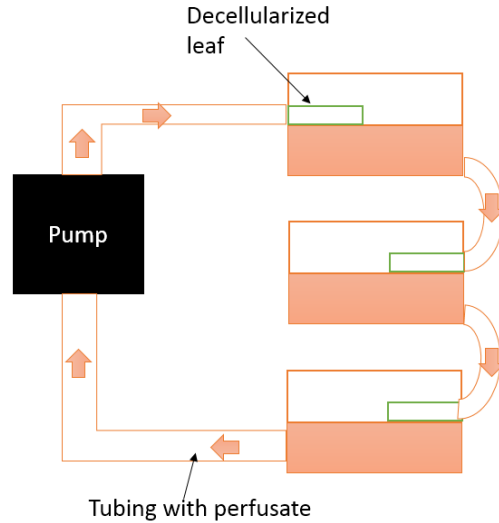 Decellularized
leaf
Pump
Tubing with perfusate